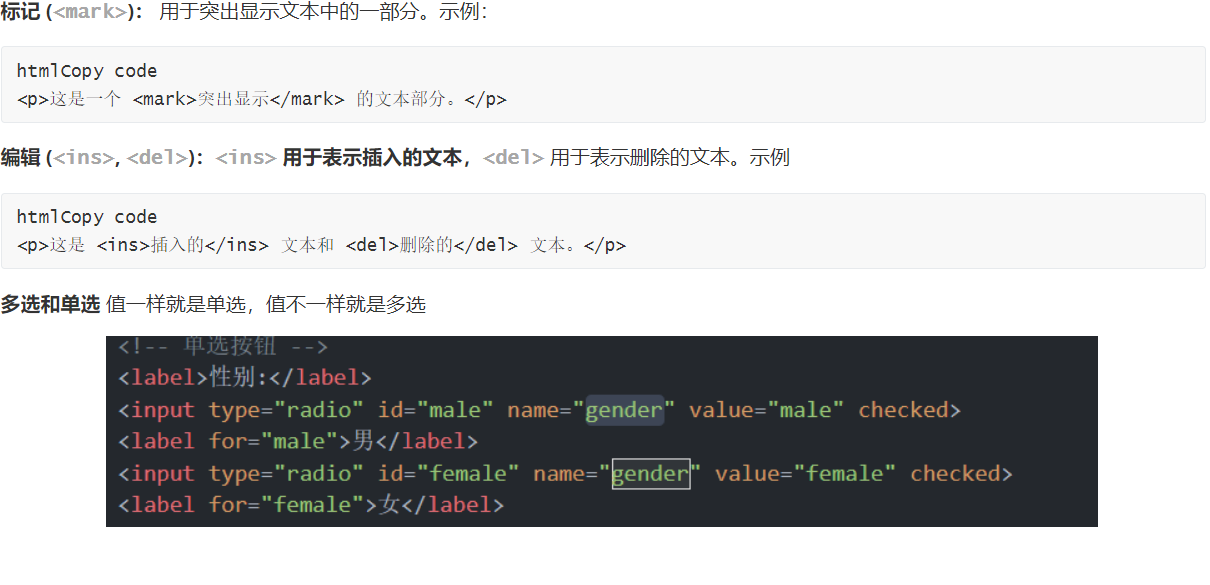 标记 (<mark>)： 用于突出显示文本中的一部分。示例：
htmlCopy code
<p>这是一个 <mark>突出显示</mark> 的文本部分。</p>
编辑 (<ins>, <del>)：<ins> 用于表示插入的文本，<del> 用于表示删除的文本。示例
htmlCopy code
<p>这是 <ins>插入的</ins> 文本和 <del>删除的</del> 文本。</p>
多选和单选 值一样就是单选，值不一样就是多选
<!-- 单选按钮 -->
<label>性别:</label>
<input type="radio" id="male" name="gender" value="male" checked>
<label for="male">男</label>
<input type="radio" id="female" name="gender" value="female" checked>
<label for="female">女</label>